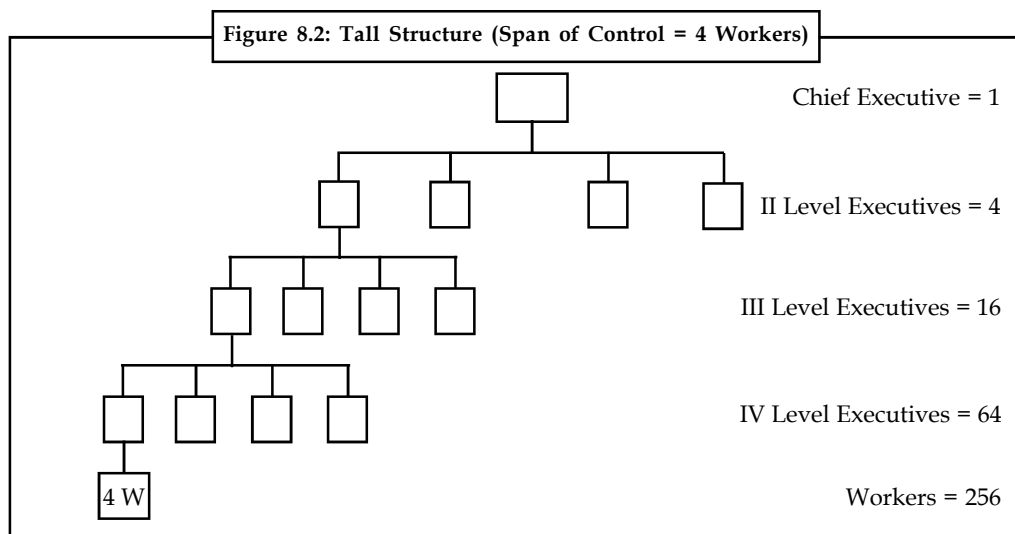 Figure 8.2: Tall Structure (Span of Control = 4 Workers)
Chief Executive = 1
II Level Executives = 4
III Level Executives = 16
IV Level Executives = 64
4 W
Workers = 256